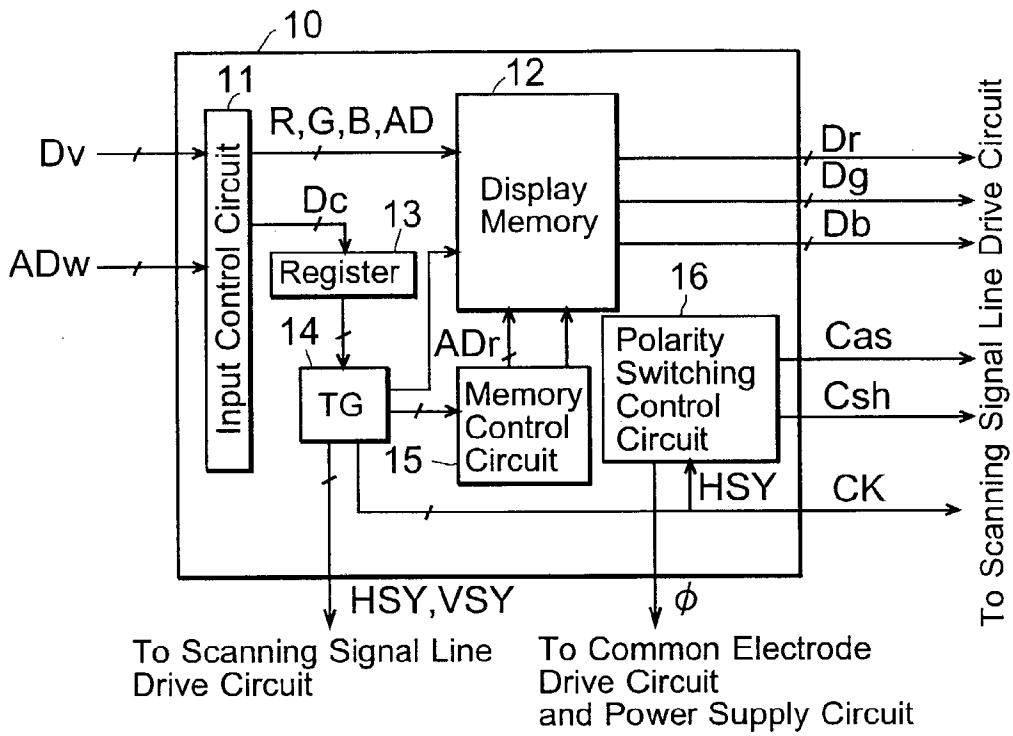 10
11
12
R,G,B,AD
Dv
Dr
Dg
Db
Input Control Circuit
Display
Memory
Dc
13
ADw
Register
16
14
ADr
Polarity
Switching
Control
Circuit
Cas
Csh
TG
Memory
Control
Circuit
15
HSY
CK
To Scanning Signal Line Drive Circuit
HSY,VSY
ϕ
To Scanning Signal Line
Drive Circuit
To Common Electrode
Drive Circuit
and Power Supply Circuit